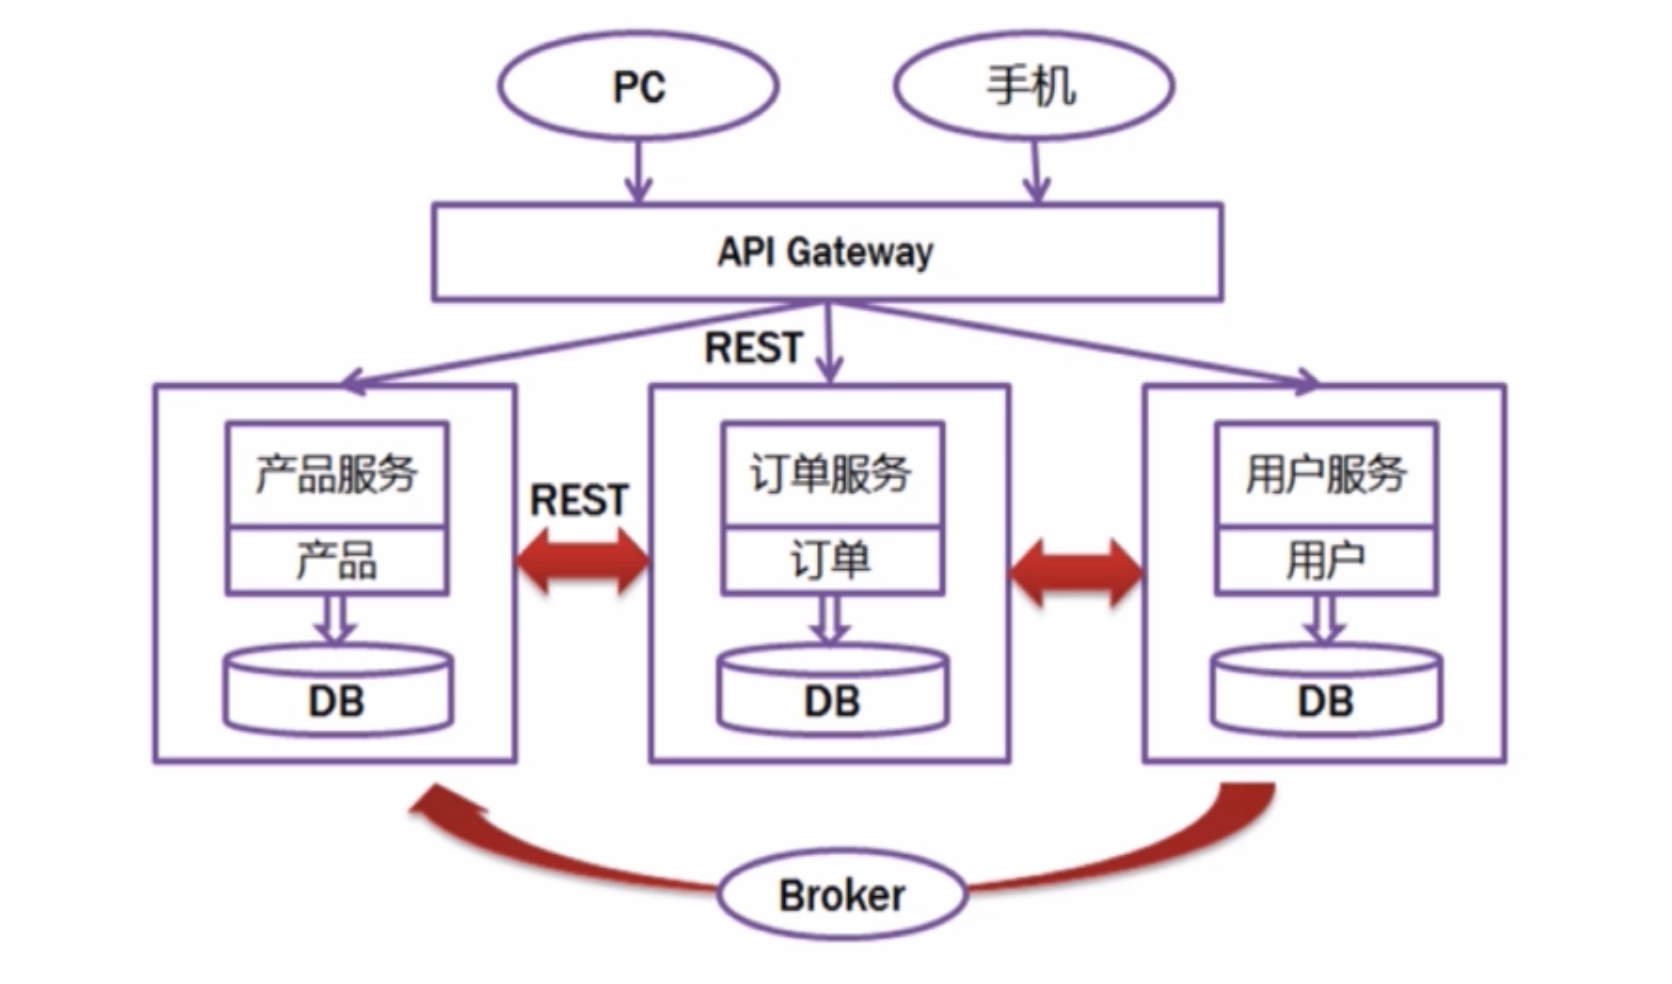 PC
手机
API Gateway
REST
产品服务
产品
DB
REST
订单服务
订单
DB
用户服务
用户
DB
Broker